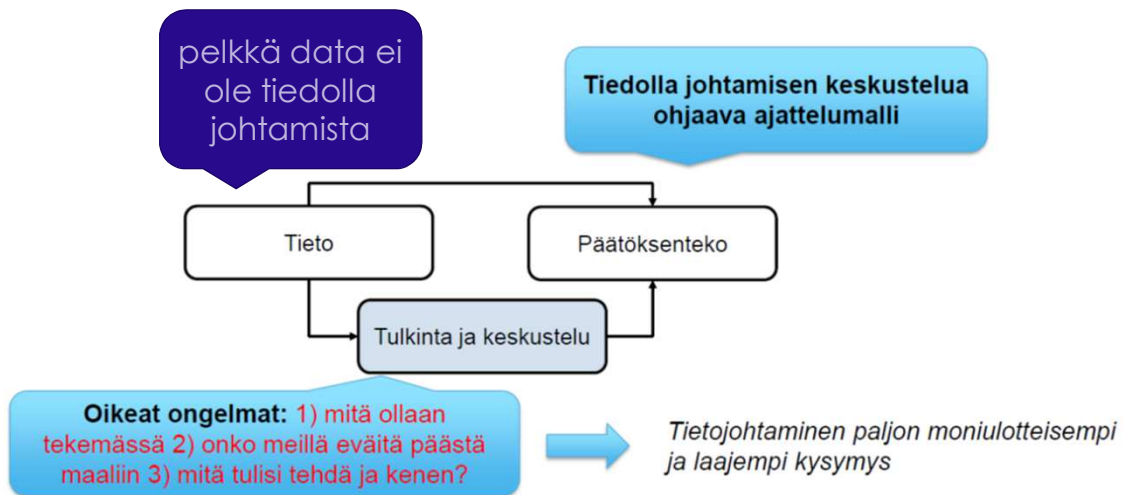 pelkkä data ei
ole tiedolla
johtamista
Tiedolla johtamisen keskustelua
ohjaava ajattelumalli
Tieto
Päätöksenteko
Tulkinta ja keskustelu
Oikeat ongelmat: 1) mitä ollaan
tekemässä 2) onko meillä eväitä päästä
maaliin 3) mitä tulisi tehdä ja kenen?
Tietojohtaminen paljon moniulotteisempi
ja laajempi kysymys